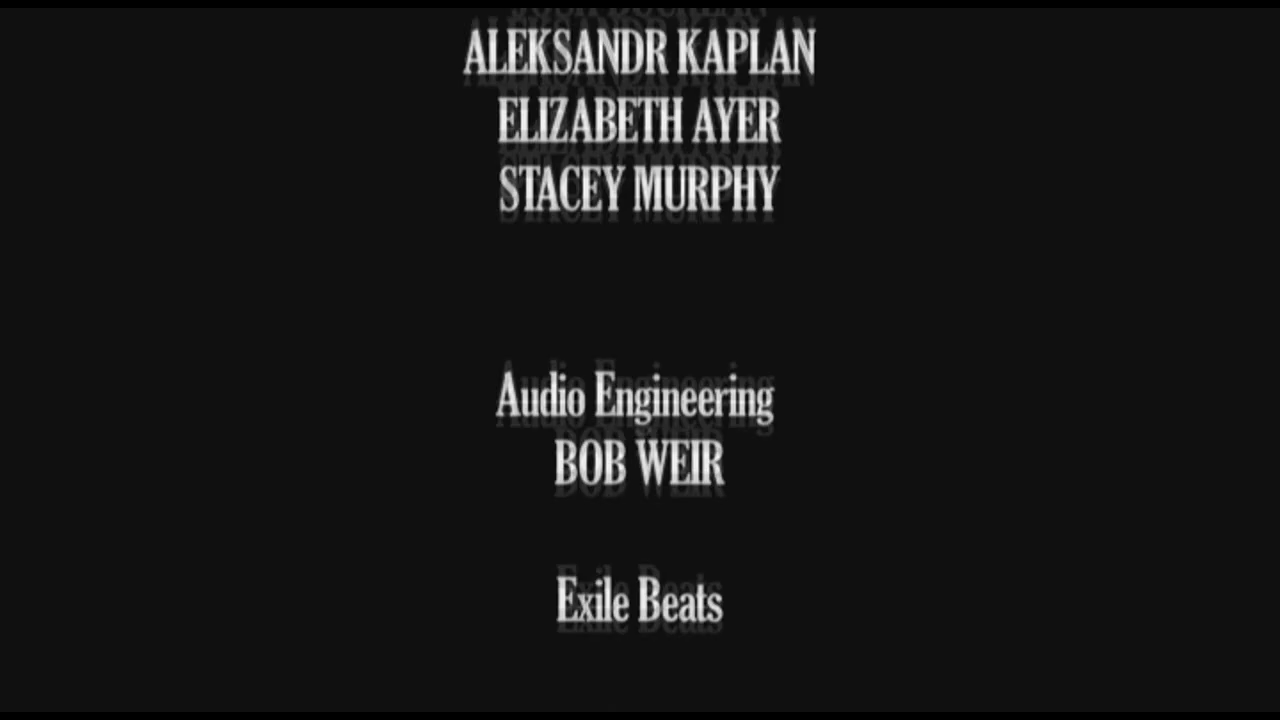 ALEKSANDR KAPLAN
ELIZABETH AYER
STACEY MURPHY
Audio Engineering
BOB WEIR
Exile Beats